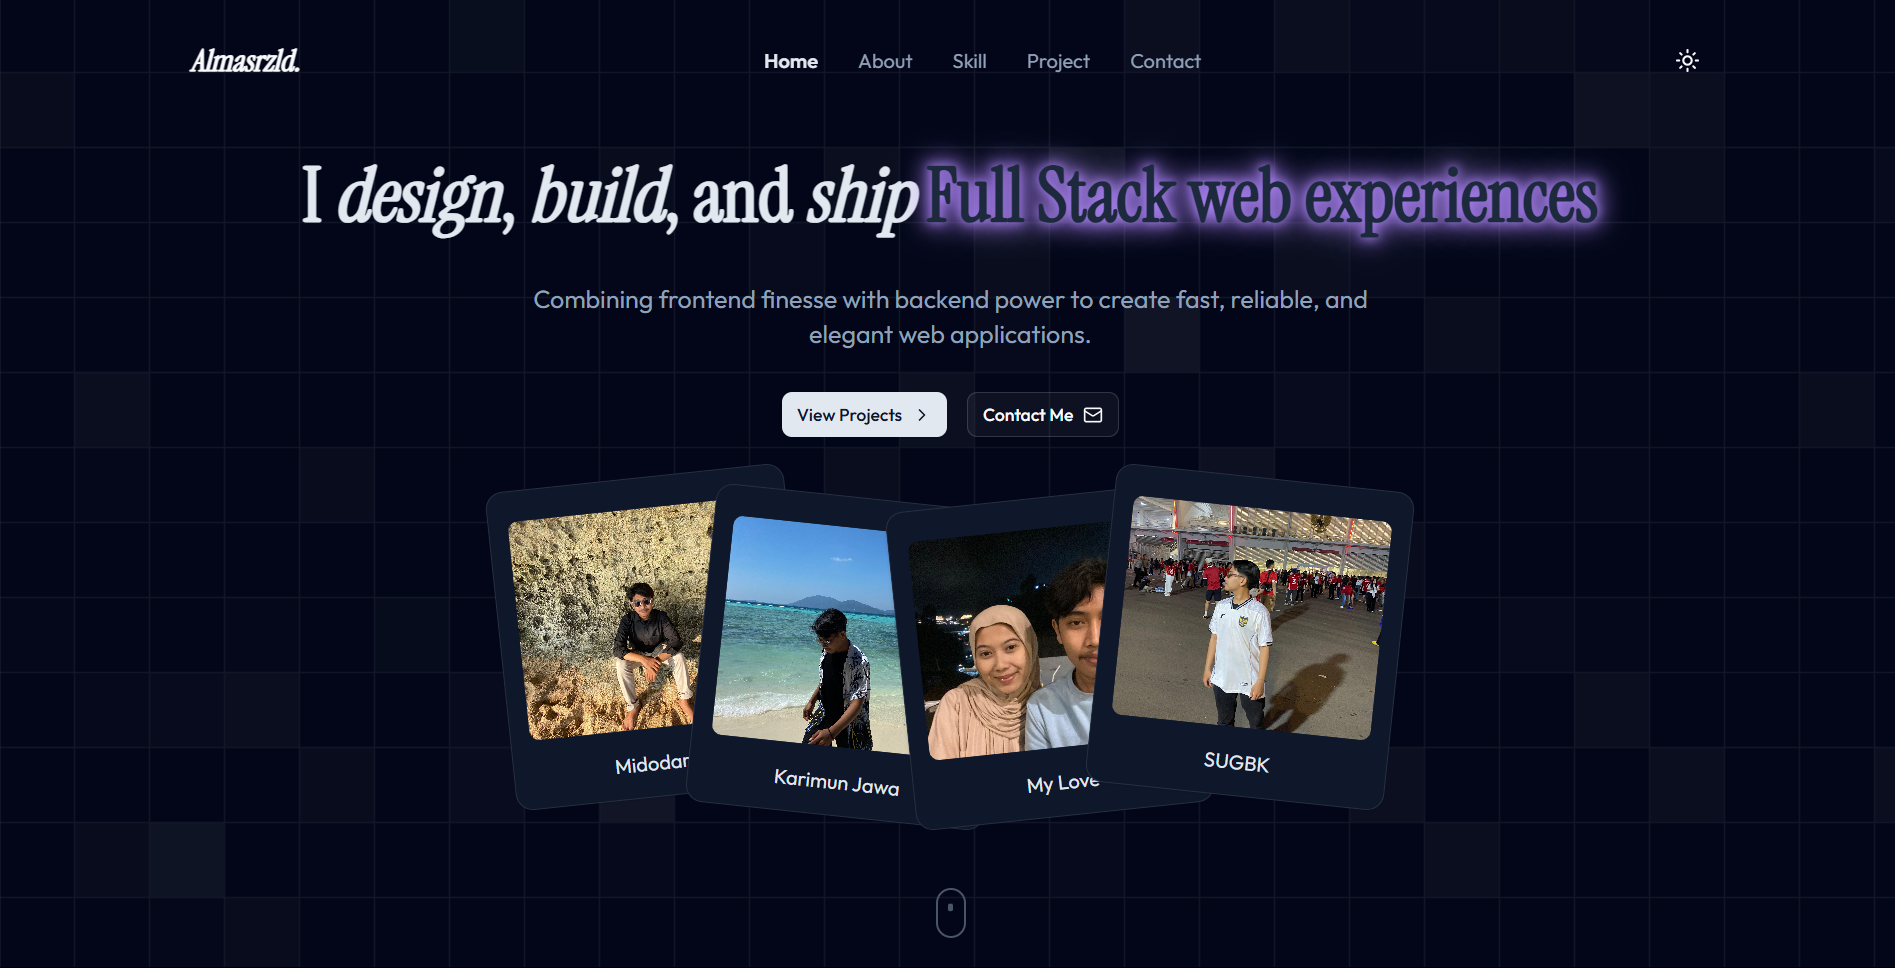 Almasrzld.
Home About Skill Project Contact
I design, build, and ship Full Stack web experiences
Combining frontend finesse with backend power to create fast, reliable, and
elegant web applications.
View Projects
Contact Me
Karimun Jawa
My Love
SUGBK